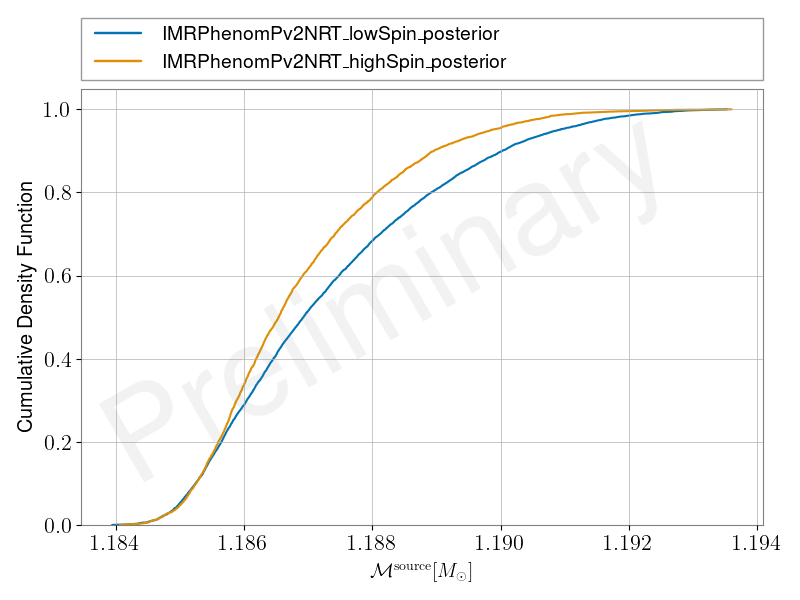 IMRPhenomPv2NRT_lowSpin_posterior
IMRPhenomPv2NRT_highSpin_posterior
Preliminary
Cumulative Density Function
1.0
0.8
0.6
0.4
0.2
0.0
1.184 1.186 1.188 1.190 1.192 1.194
ℳ^source[M_⊙]